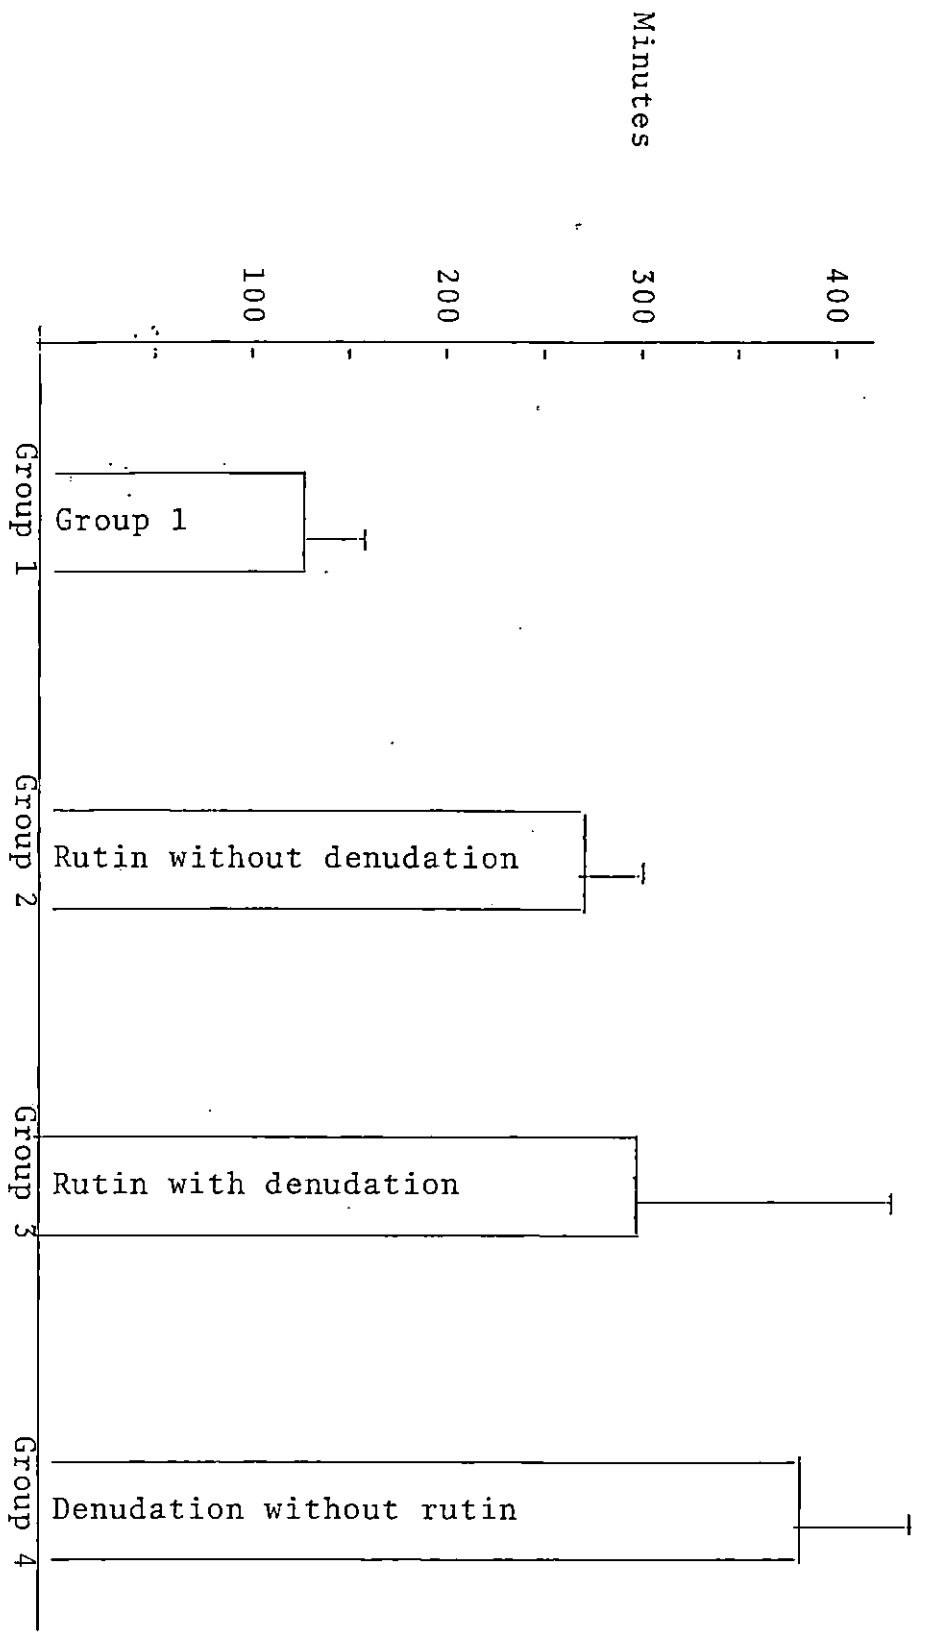 Minutes
400
300
200
100
Group 1
Rutin without denudation
Rutin with denudation
Denudation without rutin
Group 1
Group 2
Group 3
Group 4